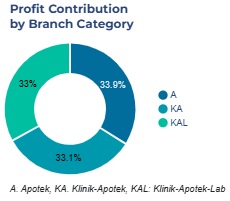 Profit Contribution
by Branch Category
33%
33.9%
33.1%
A
KA
KAL
A. Apotek, KA. Klinik-Apotek, KAL: Klinik-Apotek-Lab